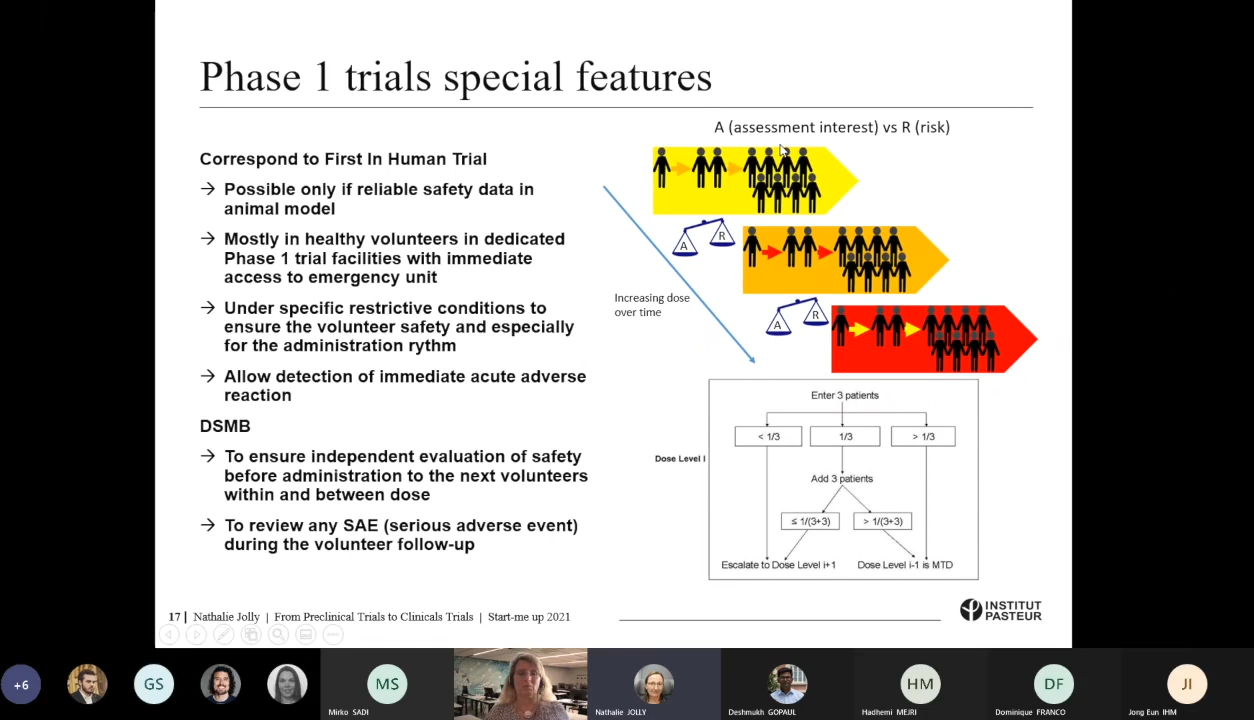 Phase 1 trials special features
Correspond to First In Human Trial
→ Possible only if reliable safety data in
animal model
→ Mostly in healthy volunteers in dedicated
Phase 1 trial facilities with immediate
access to emergency unit
→ Under specific restrictive conditions to
ensure the volunteer safety and especially
for the administration rythm
→ Allow detection of immediate acute adverse
reaction
DSMB
→ To ensure independent evaluation of safety
before administration to the next volunteers
within and between dose
→ To review any SAE (serious adverse event)
during the volunteer follow-up
A (assessment interest) vs R (risk)
A R
A R
Increasing dose
over time
Enter 3 patients
< 1/3 1/3 > 1/3
Dose Level I
Add 3 patients
≤ 1/(3+3) > 1/(3+3)
Escalate to Dose Level i+1 Dose Level i-1 is MTD
17 | Nathalie Jolly | From Preclinical Trials to Clinicals Trials | Start-me up 2021
INSTITUT
PASTEUR
+6
GS
MS
Mirko SADI
Nathalie JOLLY
Deshmukh GOPAUL
HM
Hadhemi MEJRI
DF
Dominique FRANCO
JI
Jong Eun IHM